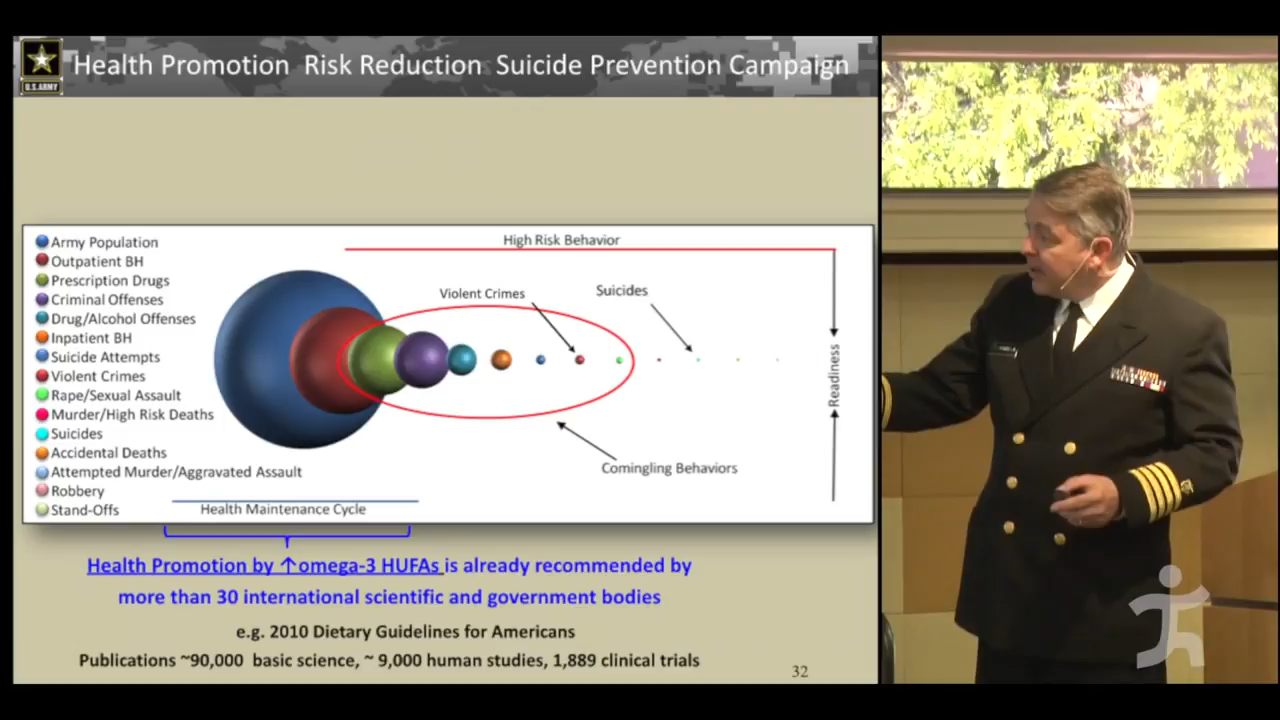 Health Promotion Risk Reduction Suicide Prevention Campaign
U.S.ARMY
Army Population
Outpatient BH
Prescription Drugs
Criminal Offenses
Drug/Alcohol Offenses
Inpatient BH
Suicide Attempts
Violent Crimes
Rape/Sexual Assault
Murder/High Risk Deaths
Suicides
Accidental Deaths
Attempted Murder/Aggravated Assault
Robbery
Stand-Offs
High Risk Behavior
Violent Crimes
Suicides
Readiness
Comingling Behaviors
Health Maintenance Cycle
Health Promotion by ↑omega-3 HUFAs is already recommended by
more than 30 international scientific and government bodies
e.g. 2010 Dietary Guidelines for Americans
Publications ~90,000 basic science, ~ 9,000 human studies, 1,889 clinical trials
32